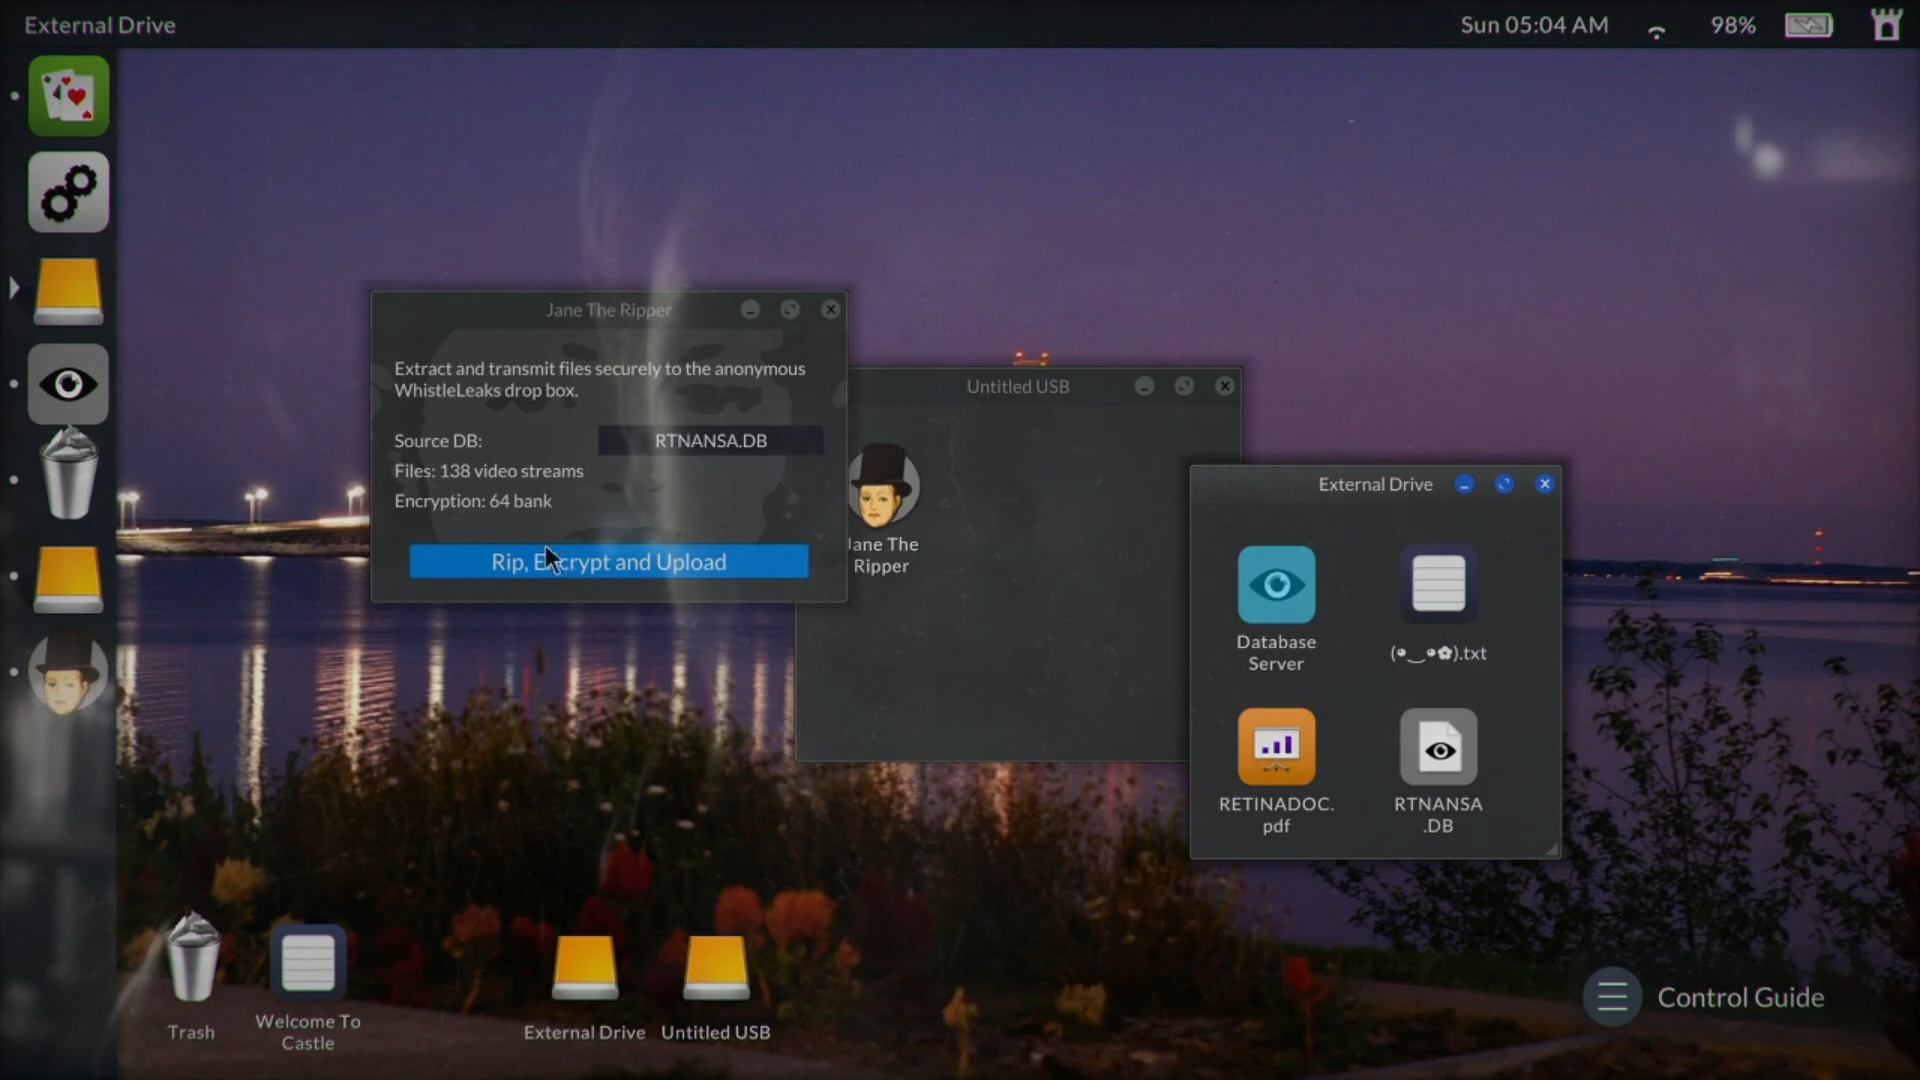 External Drive
Sun 05:04 AM
98%
Jane The Ripper
Extract and transmit files securely to the anonymous
WhistleLeaks drop box.
Source DB:
RTNANSA.DB
Files: 138 video streams
Encryption: 64 bank
Rip, Encrypt and Upload
Untitled USB
Jane The
Ripper
External Drive
Database
Server
(•‿•✿).txt
RETINADOC.
pdf
RTNANSA
.DB
Trash
Welcome To
Castle
External Drive
Untitled USB
Control Guide